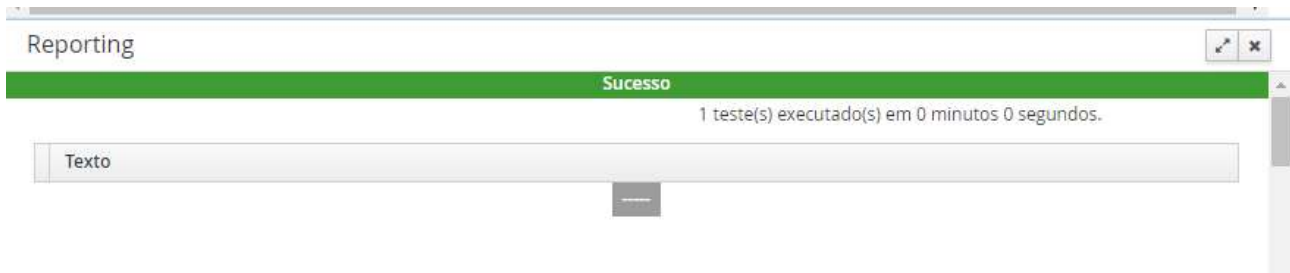 Reporting
Sucesso
1 teste(s) executado(s) em 0 minutos 0 segundos.
Texto
-----